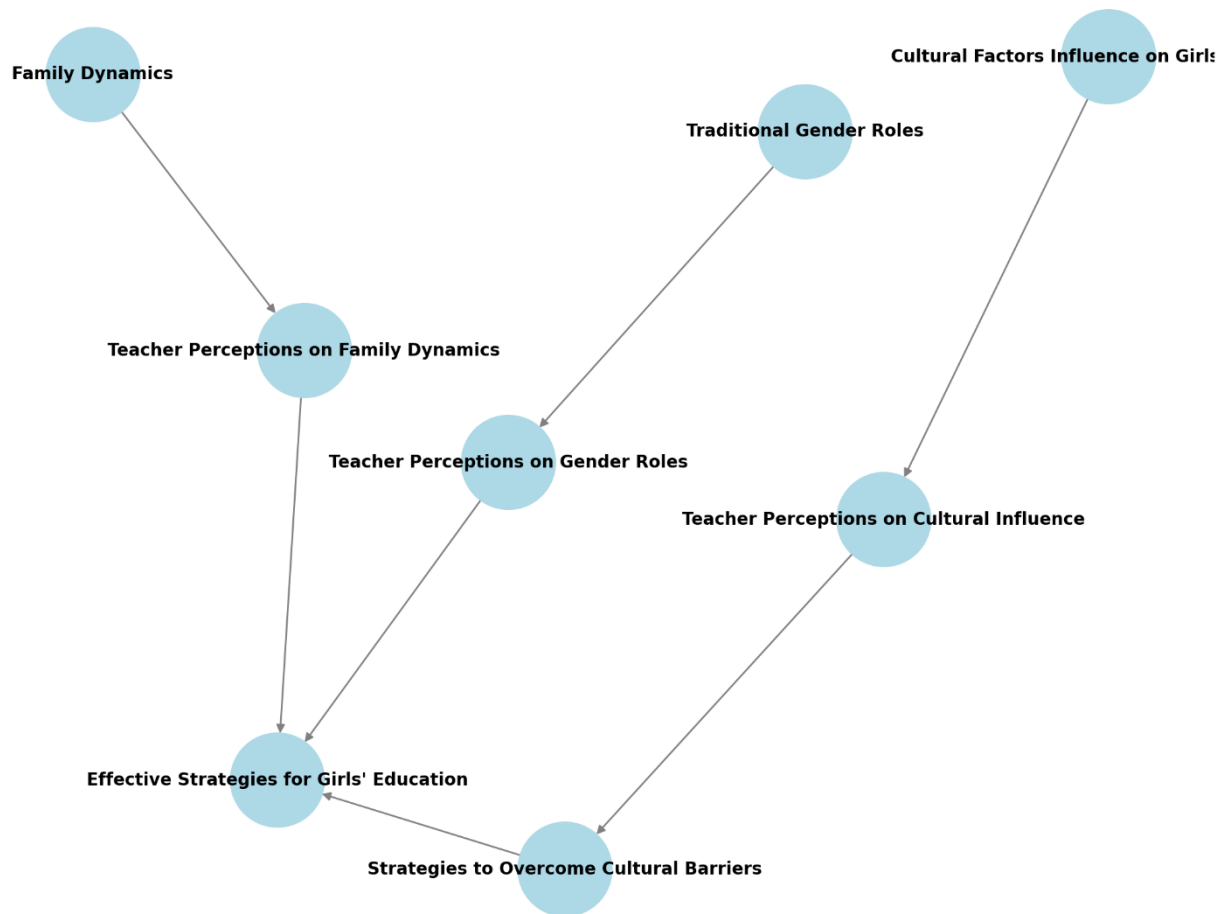 Cultural Factors Influence on Girls
Family Dynamics
Traditional Gender Roles
Teacher Perceptions on Family Dynamics
Teacher Perceptions on Gender Roles
Teacher Perceptions on Cultural Influence
Effective Strategies for Girls' Education
Strategies to Overcome Cultural Barriers